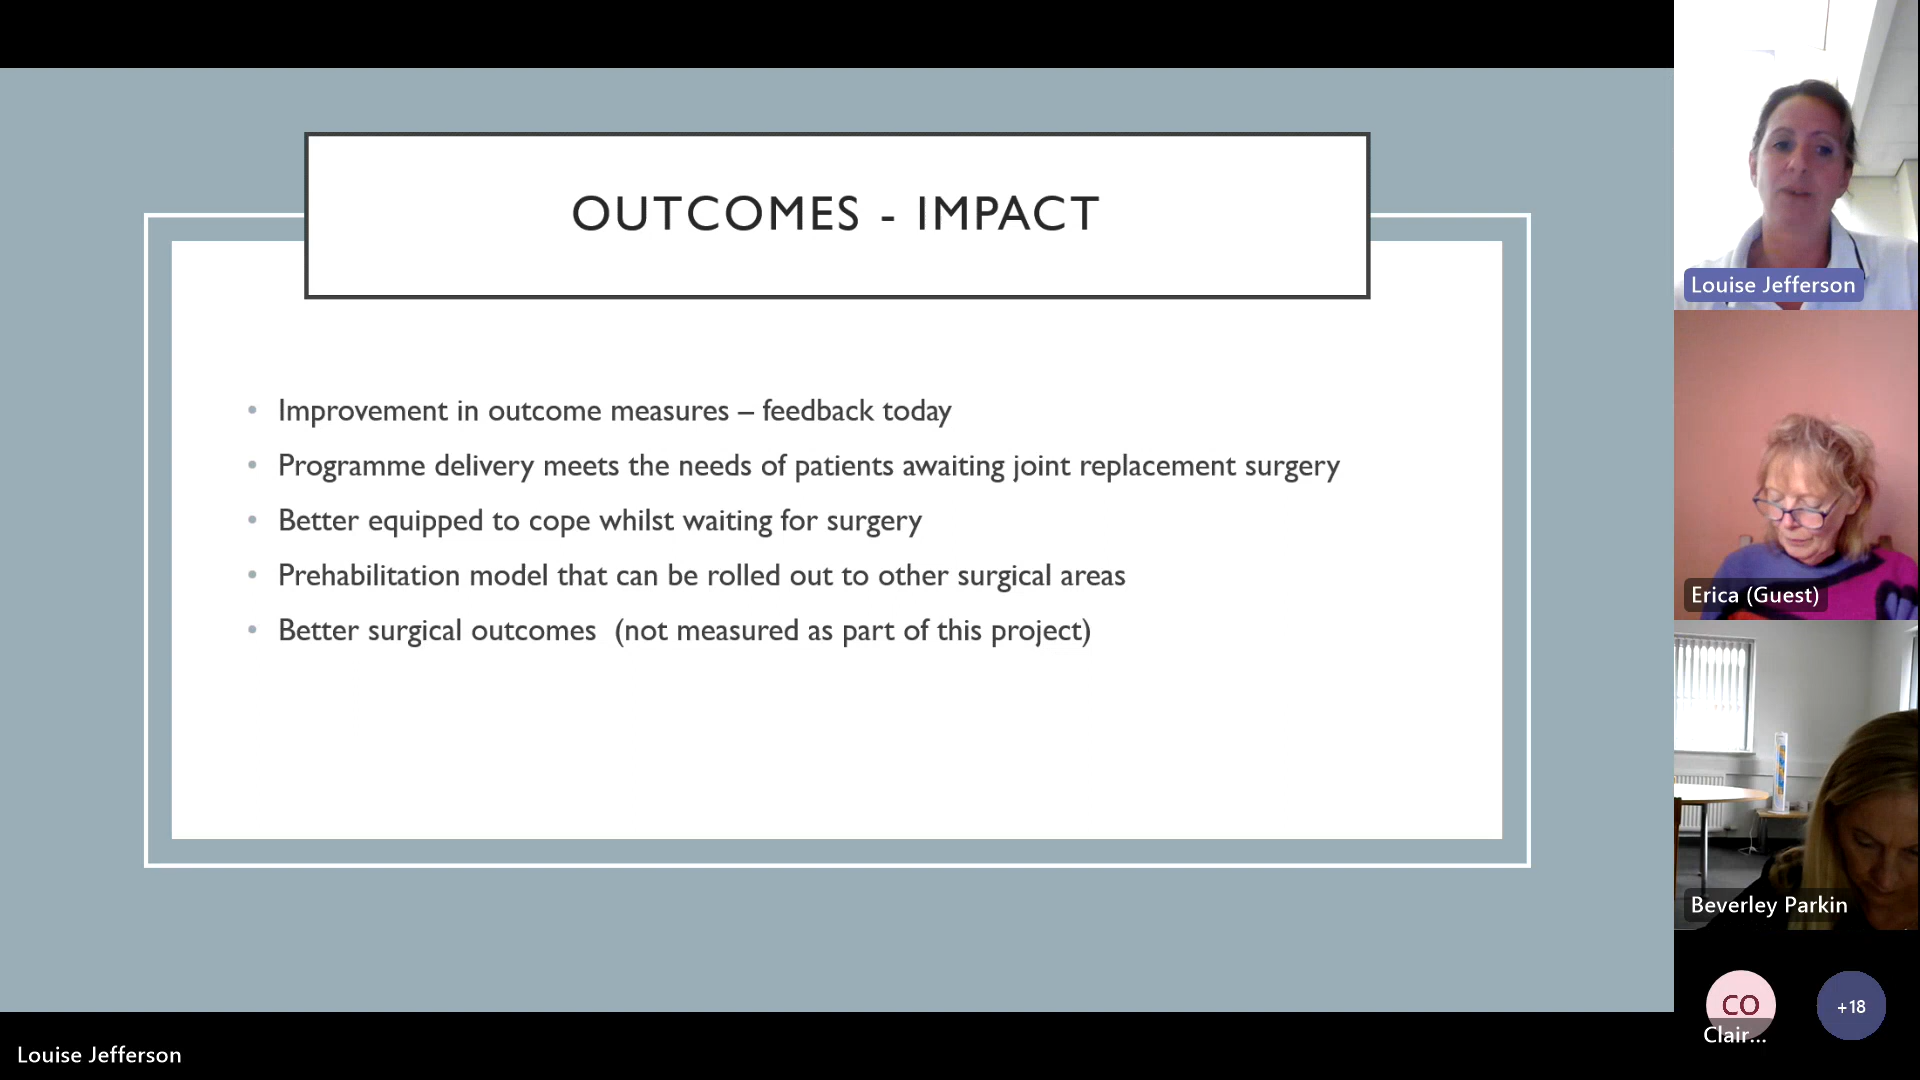 OUTCOMES - IMPACT
• Improvement in outcome measures – feedback today
• Programme delivery meets the needs of patients awaiting joint replacement surgery
• Better equipped to cope whilst waiting for surgery
• Prehabilitation model that can be rolled out to other surgical areas
• Better surgical outcomes  (not measured as part of this project)
Louise Jefferson
Erica (Guest)
Beverley Parkin
CO
Clair...
+18
Louise Jefferson